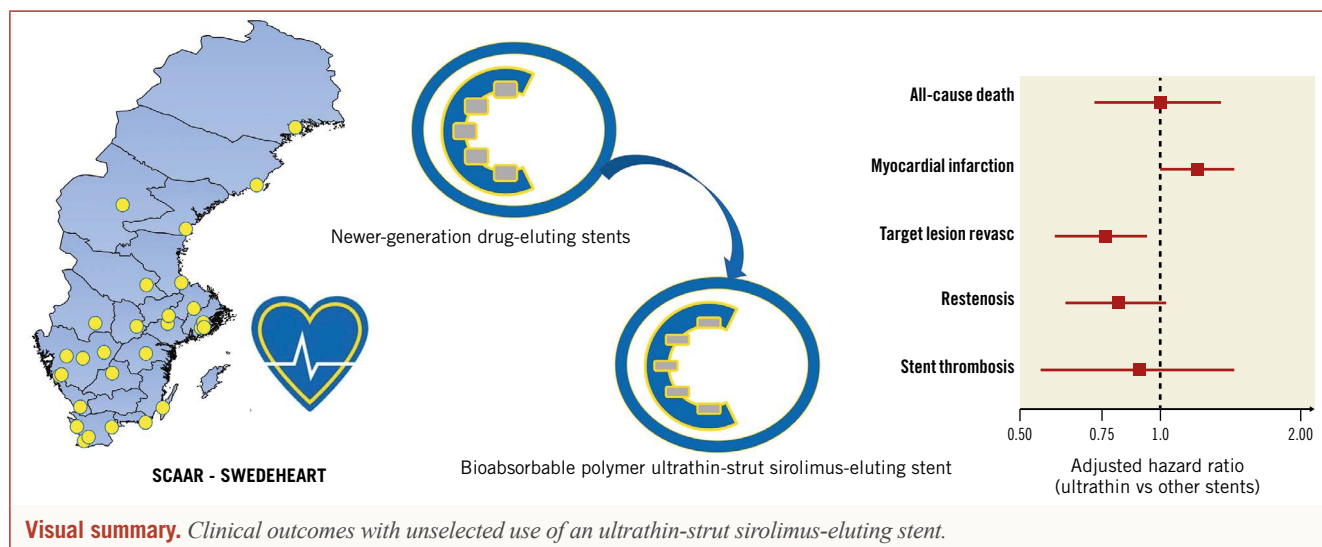 SCAAR - SWEDEHEART
Newer-generation drug-eluting stents
Bioabsorbable polymer ultrathin-strut sirolimus-eluting stent
All-cause death
Myocardial infarction
Target lesion revasc
Restenosis
Stent thrombosis
0.50 0.75 1.0 2.00
Adjusted hazard ratio
(ultrathin vs other stents)
Visual summary. Clinical outcomes with unselected use of an ultrathin-strut sirolimus-eluting stent.